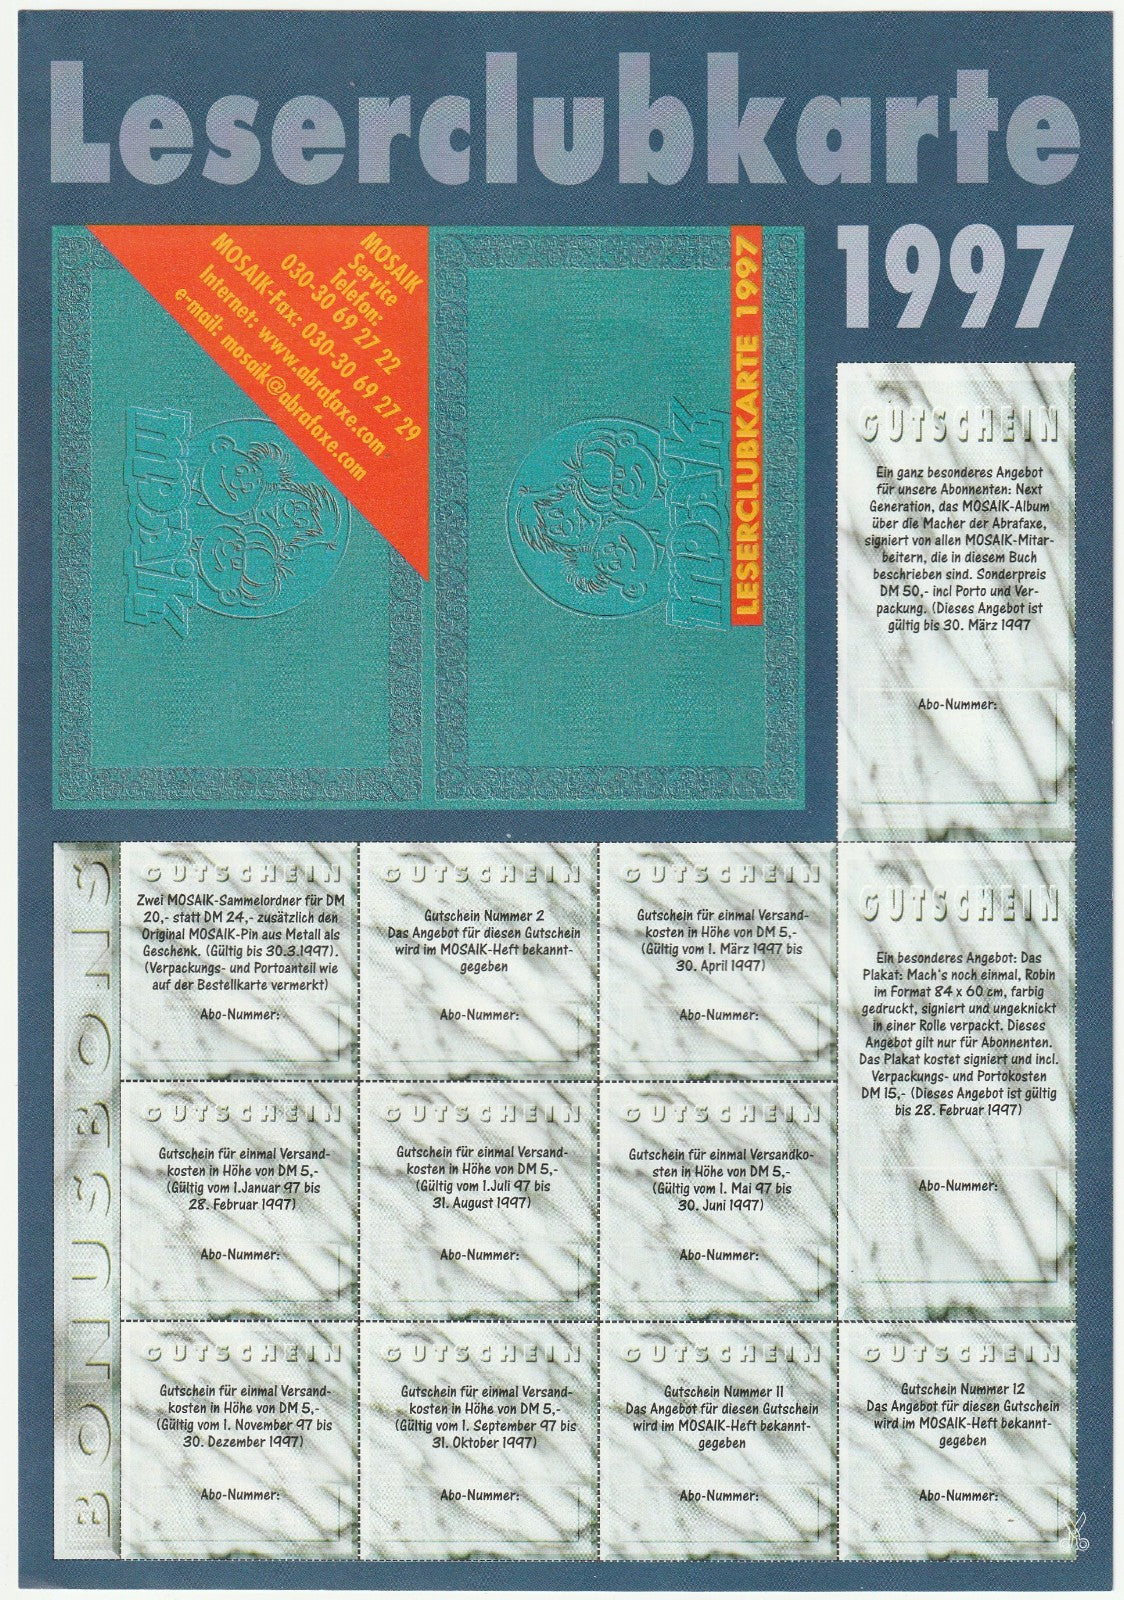 Leserclubkarte
1997
MOSAIK
Service
Telefon:
030-30 69 27 22
MOSAIK-Fax: 030-30 69 27 29
Internet: www.abrafaxe.com
e-mail: mosaik@abrafaxe.com
MOSAIK
MOSAIK
LESERCLUBKARTE 1997
GUTSCHEIN
Ein ganz besonderes Angebot
für unsere Abonnenten: Next
Generation, das MOSAIK-Album
über die Macher der Abrafaxe,
signiert von allen MOSAIK-Mitar-
beitern, die in diesem Buch
beschrieben sind. Sonderpreis
DM 50,- incl Porto und Ver-
packung. (Dieses Angebot ist
gültig bis 30. März 1997
Abo-Nummer:
BONUSBONS
GUTSCHEIN
Zwei MOSAIK-Sammelordner für DM
20,- statt DM 24,- zusätzlich den
Original MOSAIK-Pin aus Metall als
Geschenk. (Gültig bis 30.3.1997).
(Verpackungs- und Portoanteil wie
auf der Bestellkarte vermerkt)
Abo-Nummer:
GUTSCHEIN
Gutschein Nummer 2
Das Angebot für diesen Gutschein
wird im MOSAIK-Heft bekannt-
gegeben
Abo-Nummer:
GUTSCHEIN
Gutschein für einmal Versand-
kosten in Höhe von DM 5,-
(Gültig vom 1. März 1997 bis
30. April 1997)
Abo-Nummer:
GUTSCHEIN
Ein besonderes Angebot: Das
Plakat: Mach's noch einmal, Robin
im Format 84 x 60 cm, farbig
gedruckt, signiert und ungeknickt
in einer Rolle verpackt. Dieses
Angebot gilt nur für Abonnenten.
Das Plakat kostet signiert und incl.
Verpackungs- und Portokosten
DM 15,- (Dieses Angebot ist gültig
bis 28. Februar 1997)
Abo-Nummer:
GUTSCHEIN
Gutschein für einmal Versand-
kosten in Höhe von DM 5,-
(Gültig vom 1.Januar 97 bis
28. Februar 1997)
Abo-Nummer:
GUTSCHEIN
Gutschein für einmal Versand-
kosten in Höhe von DM 5,-
(Gültig vom 1.Juli 97 bis
31. August 1997)
Abo-Nummer:
GUTSCHEIN
Gutschein für einmal Versandko-
sten in Höhe von DM 5,-
(Gültig vom 1. Mai 97 bis
30. Juni 1997)
Abo-Nummer:
GUTSCHEIN
Gutschein für einmal Versand-
kosten in Höhe von DM 5,-
(Gültig vom 1. November 97 bis
30. Dezember 1997)
Abo-Nummer:
GUTSCHEIN
Gutschein für einmal Versand-
kosten in Höhe von DM 5,-
(Gültig vom 1. September 97 bis
31. Oktober 1997)
Abo-Nummer:
GUTSCHEIN
Gutschein Nummer 11
Das Angebot für diesen Gutschein
wird im MOSAIK-Heft bekannt-
gegeben
Abo-Nummer:
GUTSCHEIN
Gutschein Nummer 12
Das Angebot für diesen Gutschein
wird im MOSAIK-Heft bekannt-
gegeben
Abo-Nummer: